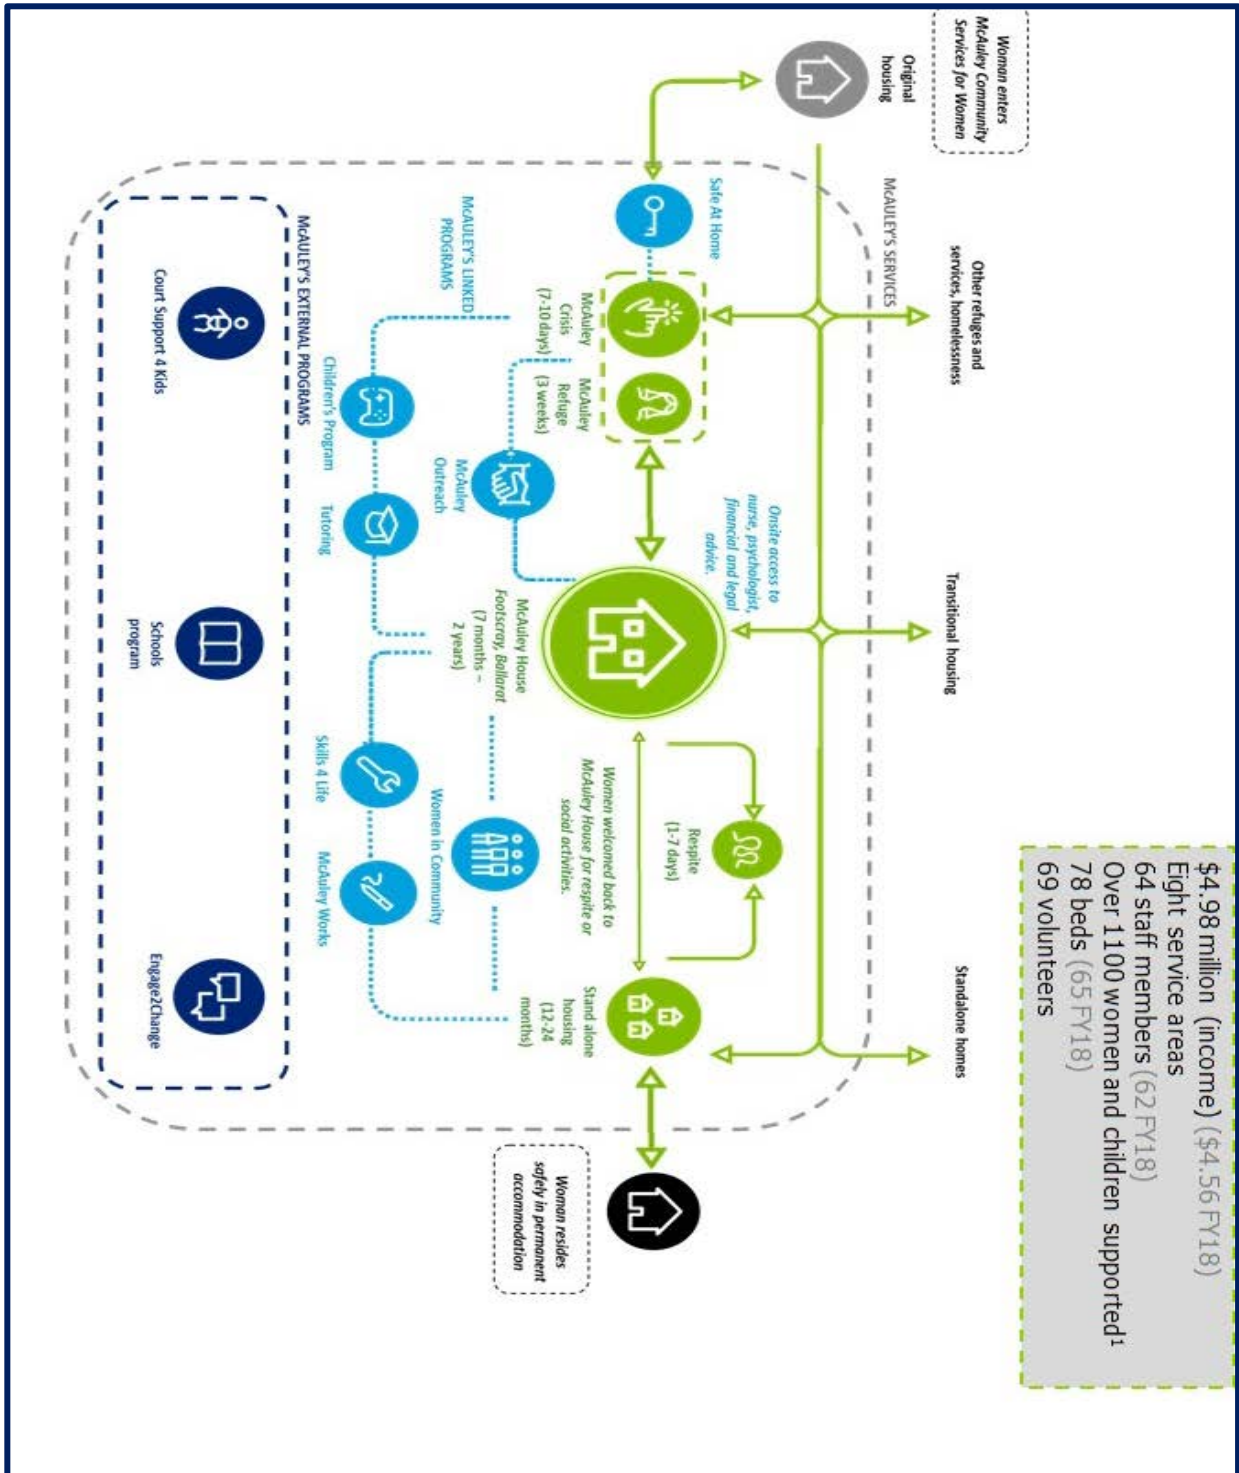 $4.98 million (income) ($4.56 FY18)
Eight service areas
64 staff members (62 FY18)
Over 1100 women and children supported¹
78 beds (65 FY18)
69 volunteers
Woman enters
McAuley Community
Services for Women
Other refuges and
services, homelessness
Transitional housing
Standalone homes
Original
housing
McAULEY'S SERVICES
Safe At Home
Onsite access to
nurse, psychologist,
financial and legal
advice.
Respite
(1-7 days)
Women welcomed back to
McAuley House for respite or
social activities.
McAuley
Crisis
(7-10 days)
McAuley
Refuge
(3 weeks)
McAuley House
Footscray, Ballarat
(7 months –
2 years)
Stand alone
housing
(12-24
months)
Woman resides
safely in permanent
accommodation
McAULEY'S LINKED
PROGRAMS
McAuley
Outreach
Women in Community
Children's Program
Tutoring
Skills 4 Life
McAuley Works
McAULEY'S EXTERNAL PROGRAMS
Court Support 4 Kids
Schools
program
Engage2Change